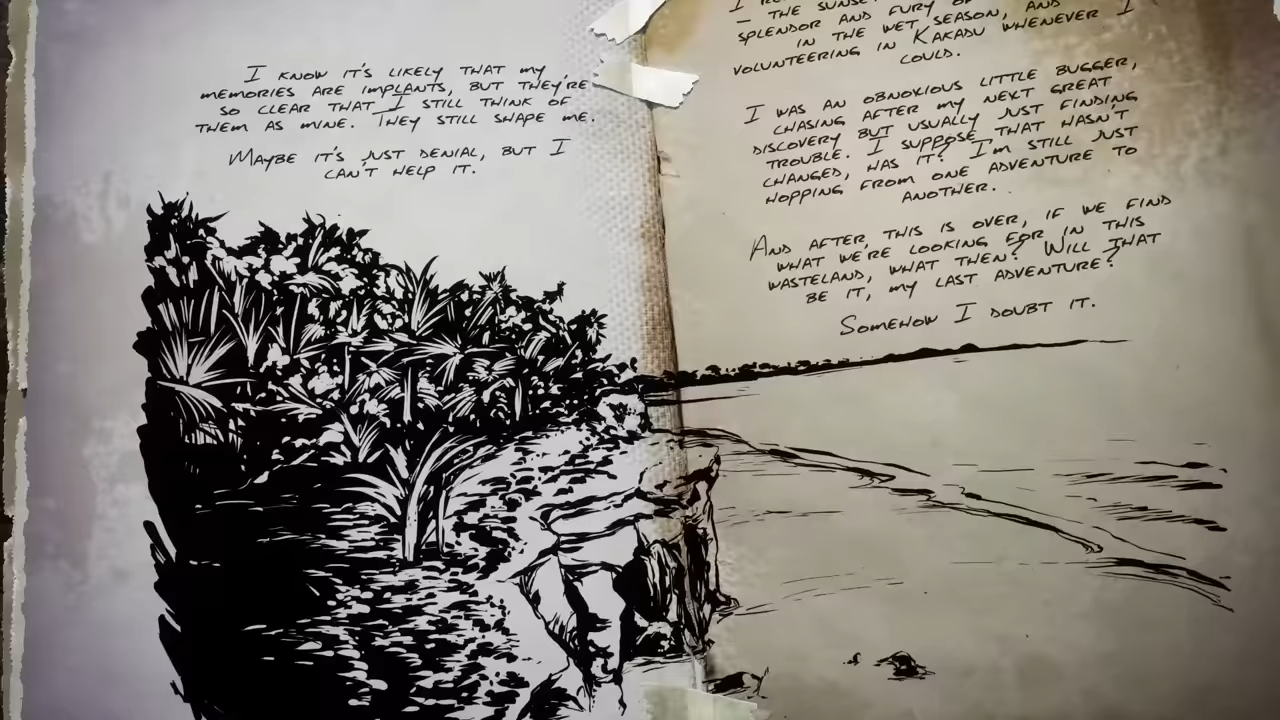 I know it's likely that my
memories are implants, but they're
so clear that I still think of
them as mine. They still shape me.
Maybe it's just denial, but I
can't help it.
— the sunset
splendor and fury of
in the wet season, and
volunteering in Kakadu whenever I
could.
I was an obnoxious little bugger,
chasing after my next great
discovery but usually just finding
trouble. I suppose that hasn't
changed, has it? I'm still just
hopping from one adventure to
another.
And after this is over, if we find
what we're looking for in this
wasteland, what then? Will that
be it, my last adventure?
Somehow I doubt it.